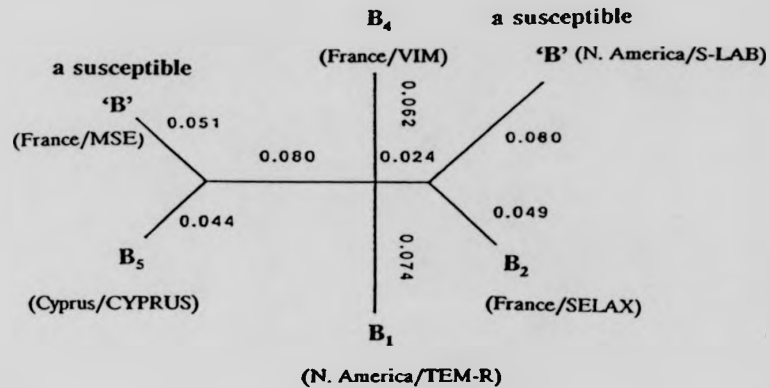 B₄
a susceptible
(France/VIM)
'B' (N. America/S-LAB)
a susceptible
'B'
(France/MSE)
0.051
0.062
0.080
0.024
0.080
0.044
0.074
0.049
B₅
B₂
(Cyprus/CYPRUS)
(France/SELAX)
B₁
(N. America/TEM-R)